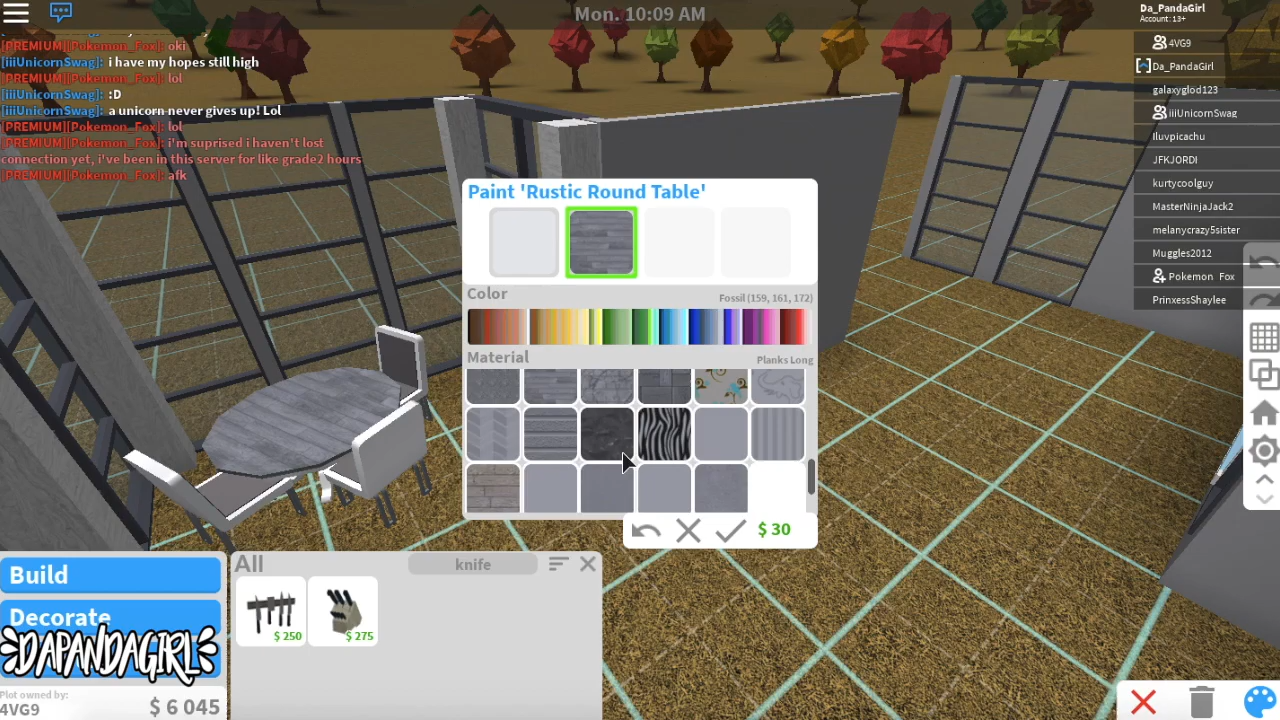 Mon. 10:09 AM
[PREMIUM][Pokemon_Fox]: oki
[iiiUnicornSwag]: i have my hopes still high
[PREMIUM][Pokemon_Fox]: lol
[iiiUnicornSwag]: :D
[iiiUnicornSwag]: a unicorn never gives up! Lol
[PREMIUM][Pokemon_Fox]: lol
[PREMIUM][Pokemon_Fox]: i'm suprised i haven't lost
connection yet, i've been in this server for like grade2 hours
[PREMIUM][Pokemon_Fox]: afk
Da_PandaGirl
Account: 13+
4VG9
Da_PandaGirl
galaxyglod123
iiiUnicornSwag
lluvpicachu
JFKJORDI
kurtycoolguy
MasterNinjaJack2
melanycrazy5sister
Muggles2012
Pokemon_Fox
PrinxessShaylee
Paint 'Rustic Round Table'
Color
Fossil (159, 161, 172)
Material
Planks Long
$ 30
Build
Decorate
DAPANDAGIRL
Plot owned by:
4VG9
$ 6 045
All
knife
$ 250
$ 275